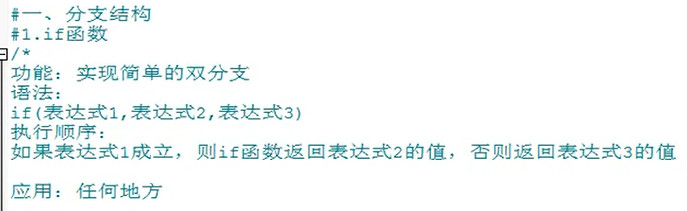 #一、分支结构
#1.if函数
/*
功能：实现简单的双分支
语法：
if(表达式1,表达式2,表达式3)
执行顺序：
如果表达式1成立，则if函数返回表达式2的值，否则返回表达式3的值
应用：任何地方